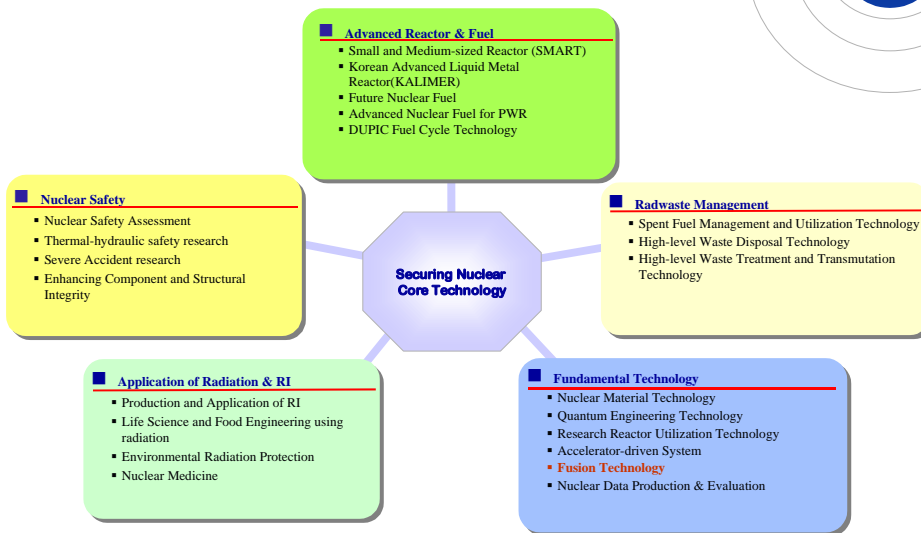 Advanced Reactor & Fuel
▪ Small and Medium-sized Reactor (SMART)
▪ Korean Advanced Liquid Metal
Reactor(KALIMER)
▪ Future Nuclear Fuel
▪ Advanced Nuclear Fuel for PWR
▪ DUPIC Fuel Cycle Technology
Nuclear Safety
▪ Nuclear Safety Assessment
▪ Thermal-hydraulic safety research
▪ Severe Accident research
▪ Enhancing Component and Structural
Integrity
Securing Nuclear
Core Technology
Radwaste Management
▪ Spent Fuel Management and Utilization Technology
▪ High-level Waste Disposal Technology
▪ High-level Waste Treatment and Transmutation
Technology
Application of Radiation & RI
▪ Production and Application of RI
▪ Life Science and Food Engineering using
radiation
▪ Environmental Radiation Protection
▪ Nuclear Medicine
Fundamental Technology
▪ Nuclear Material Technology
▪ Quantum Engineering Technology
▪ Research Reactor Utilization Technology
▪ Accelerator-driven System
▪ Fusion Technology
▪ Nuclear Data Production & Evaluation